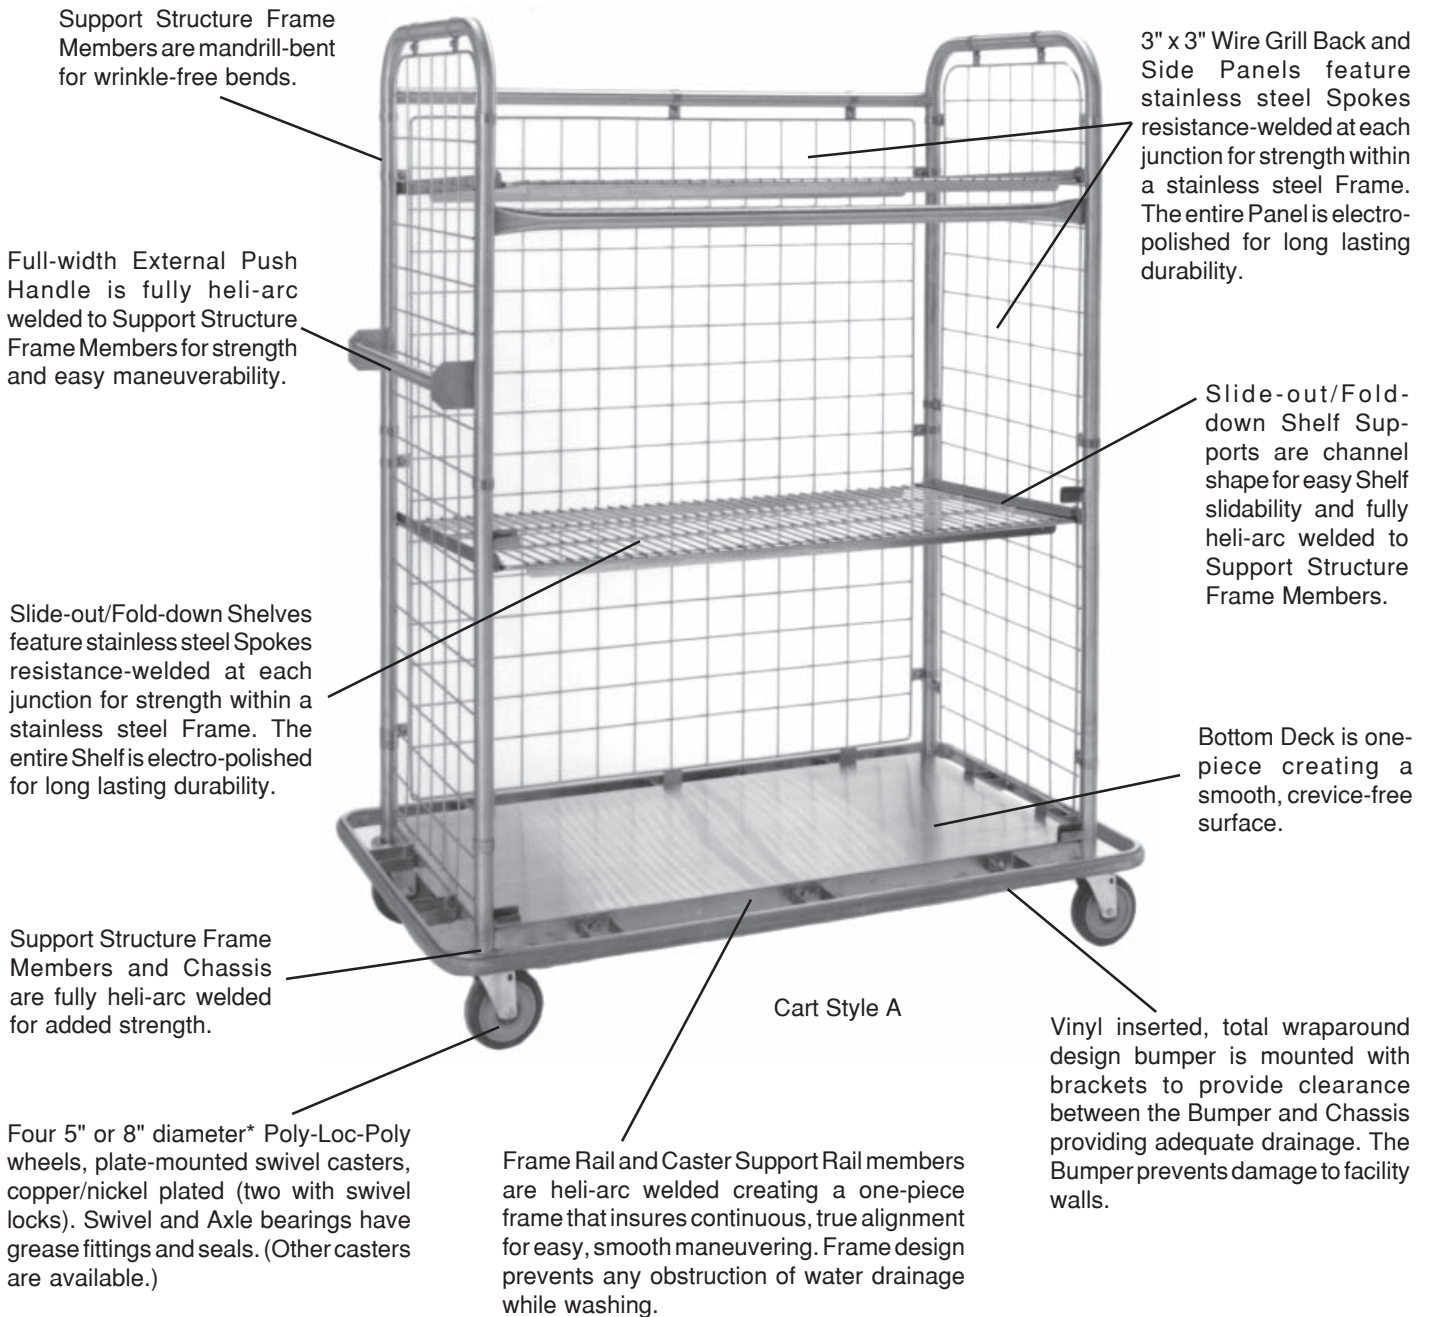 Support Structure Frame
Members are mandrill-bent
for wrinkle-free bends.
3" x 3" Wire Grill Back and
Side Panels feature
stainless steel Spokes
resistance-welded at each
junction for strength within
a stainless steel Frame.
The entire Panel is electro-
polished for long lasting
durability.
Full-width External Push
Handle is fully heli-arc
welded to Support Structure
Frame Members for strength
and easy maneuverability.
Slide-out/Fold-
down Shelf Sup-
ports are channel
shape for easy Shelf
slidability and fully
heli-arc welded to
Support Structure
Frame Members.
Slide-out/Fold-down Shelves
feature stainless steel Spokes
resistance-welded at each
junction for strength within a
stainless steel Frame. The
entire Shelf is electro-polished
for long lasting durability.
Bottom Deck is one-
piece creating a
smooth, crevice-free
surface.
Support Structure Frame
Members and Chassis
are fully heli-arc welded
for added strength.
Cart Style A
Vinyl inserted, total wraparound
design bumper is mounted with
brackets to provide clearance
between the Bumper and Chassis
providing adequate drainage. The
Bumper prevents damage to facility
walls.
Four 5" or 8" diameter* Poly-Loc-Poly
wheels, plate-mounted swivel casters,
copper/nickel plated (two with swivel
locks). Swivel and Axle bearings have
grease fittings and seals. (Other casters
are available.)
Frame Rail and Caster Support Rail members
are heli-arc welded creating a one-piece
frame that insures continuous, true alignment
for easy, smooth maneuvering. Frame design
prevents any obstruction of water drainage
while washing.